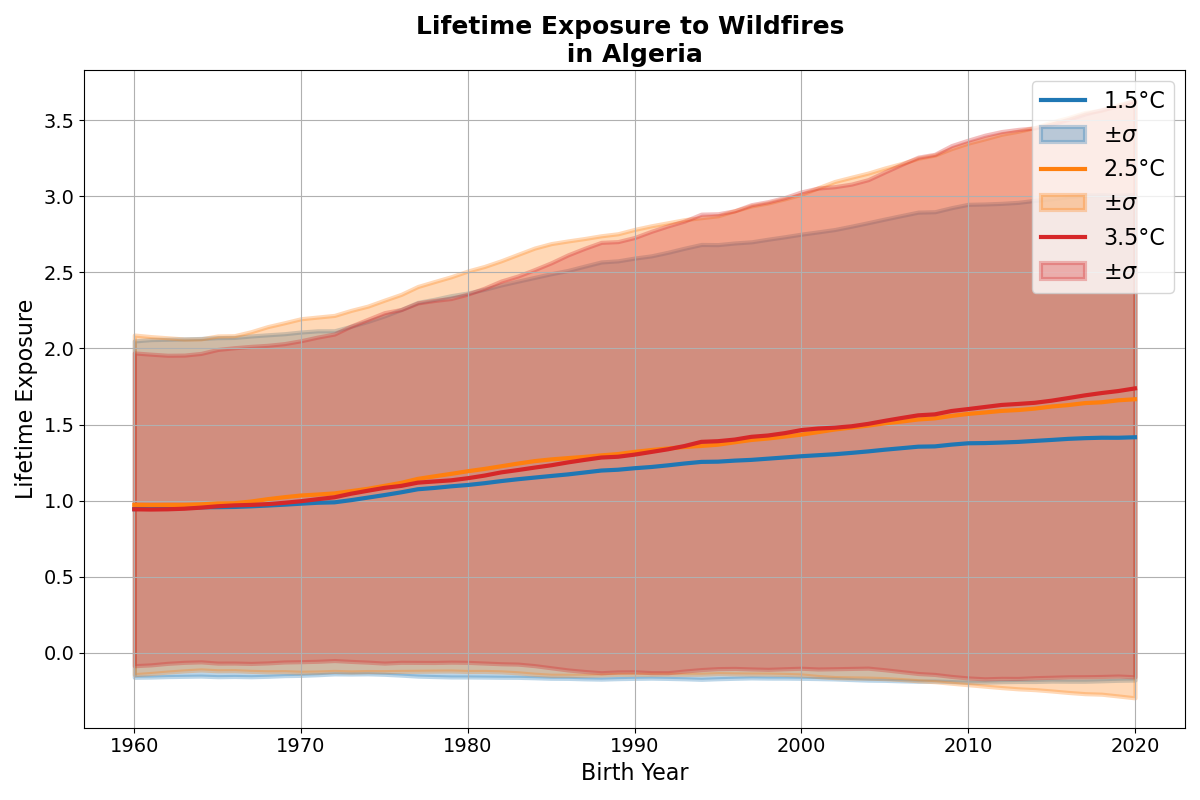 Lifetime Exposure to Wildfires
in Algeria
Lifetime Exposure
3.5
3.0
2.5
2.0
1.5
1.0
0.5
0.0
1960
1970
1980
1990
2000
2010
2020
Birth Year
1.5°C
±σ
2.5°C
±σ
3.5°C
±σ